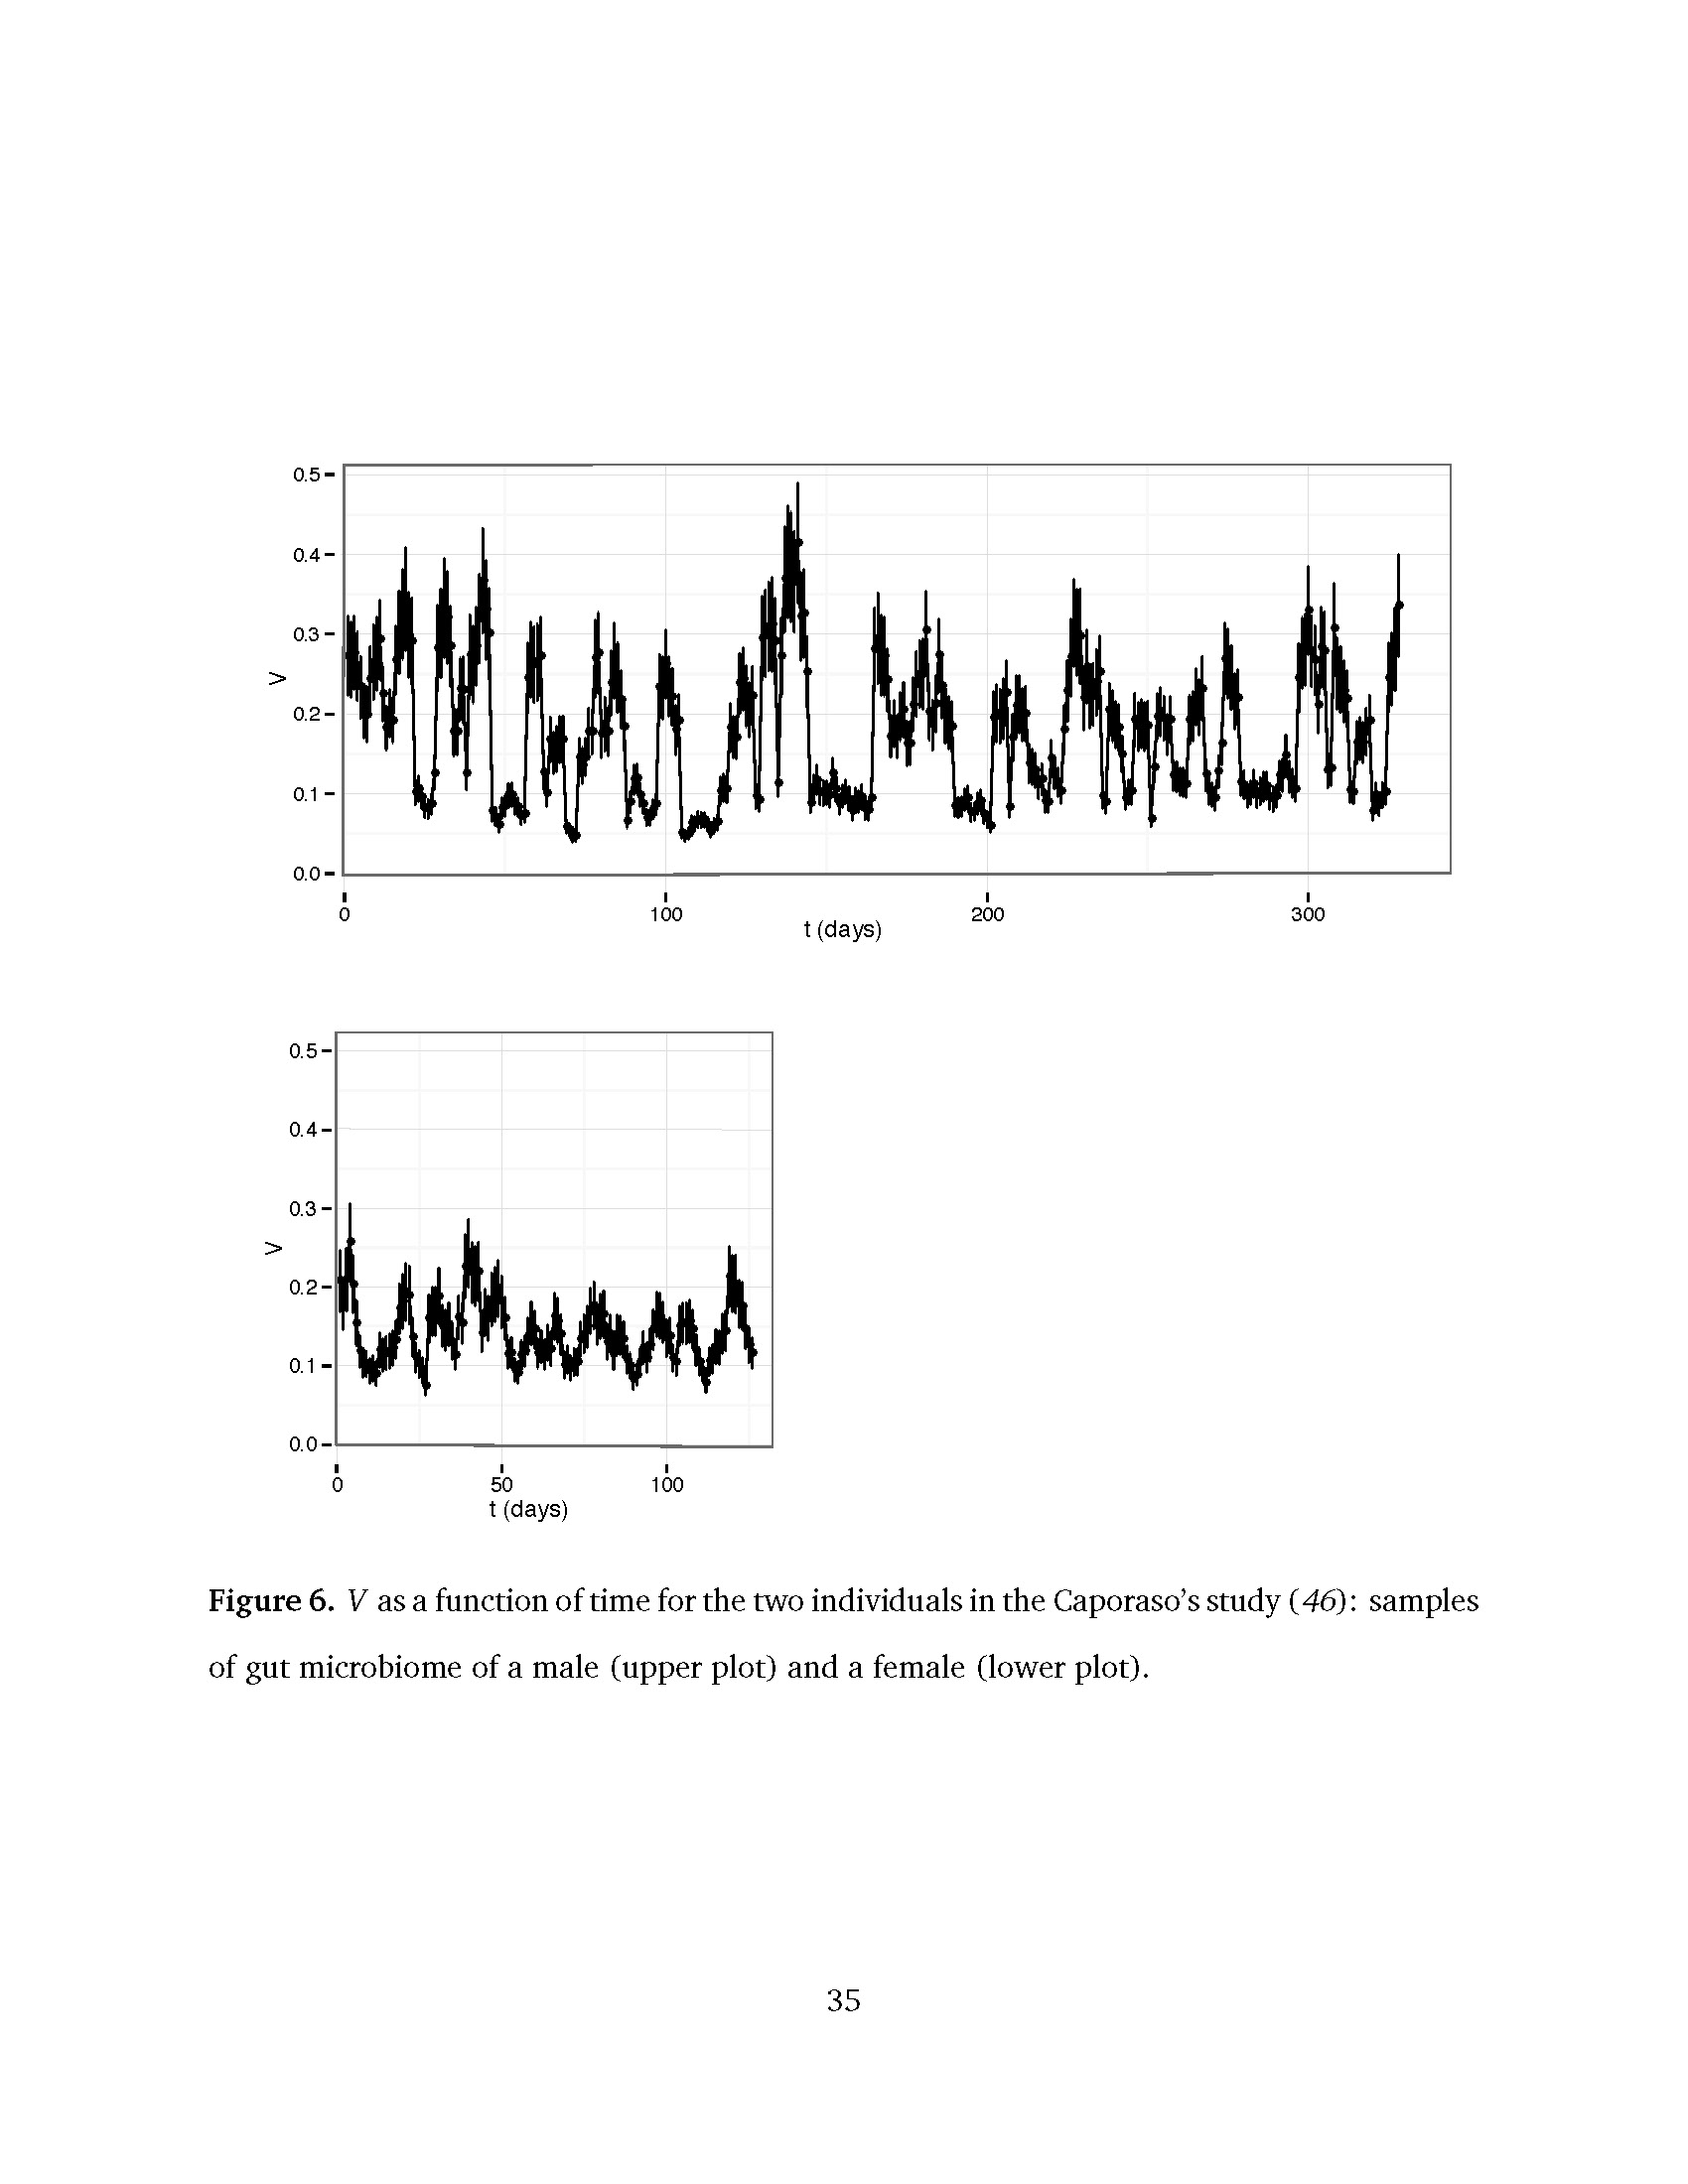 0.5
0.4
0.3
V
0.2
0.1
0.0
0 100 200 300
t (days)
0.5
0.4
0.3
V
0.2
0.1
0.0
0 50 100
t (days)
Figure 6. V as a function of time for the two individuals in the Caporaso’s study (46): samples
of gut microbiome of a male (upper plot) and a female (lower plot).
35